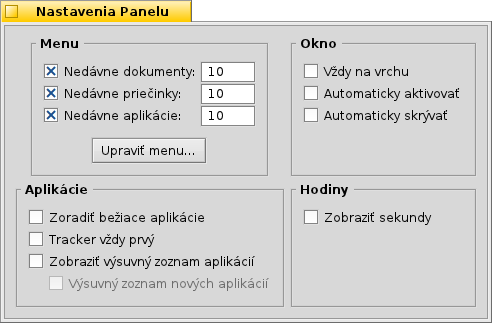 Nastavenia Panelu
Menu
Nedávne dokumenty: 10
Nedávne priečinky: 10
Nedávne aplikácie: 10
Upraviť menu...
Okno
Vždy na vrchu
Automaticky aktivovať
Automaticky skrývať
Aplikácie
Zoradiť bežiace aplikácie
Tracker vždy prvý
Zobraziť výsuvný zoznam aplikácií
Výsuvný zoznam nových aplikácií
Hodiny
Zobraziť sekundy